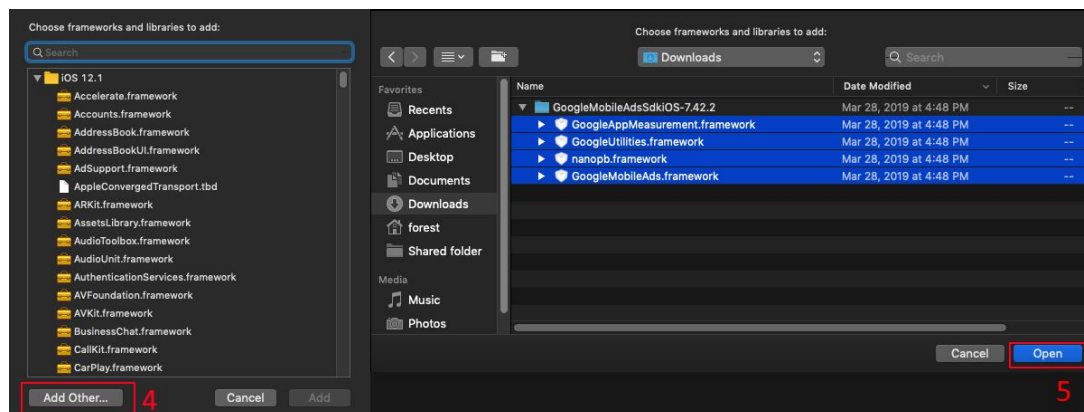 Choose frameworks and libraries to add:
Search
iOS 12.1
Accelerate.framework
Accounts.framework
AddressBook.framework
AddressBookUI.framework
AdSupport.framework
AppleConvergedTransport.tbd
ARKit.framework
AssetsLibrary.framework
AudioToolbox.framework
AudioUnit.framework
AuthenticationServices.framework
AVFoundation.framework
AVKit.framework
BusinessChat.framework
CallKit.framework
CarPlay.framework
Add Other... 4 Cancel Add
Choose frameworks and libraries to add:
Downloads Search
Favorites
Recents
Applications
Desktop
Documents
Downloads
forest
Shared folder
Media
Music
Photos
Name Date Modified Size
GoogleMobileAdsSdkiOS-7.42.2 Mar 28, 2019 at 4:48 PM --
GoogleAppMeasurement.framework Mar 28, 2019 at 4:48 PM --
GoogleUtilities.framework Mar 28, 2019 at 4:48 PM --
nanopb.framework Mar 28, 2019 at 4:48 PM --
GoogleMobileAds.framework Mar 28, 2019 at 4:48 PM --
Cancel Open
5